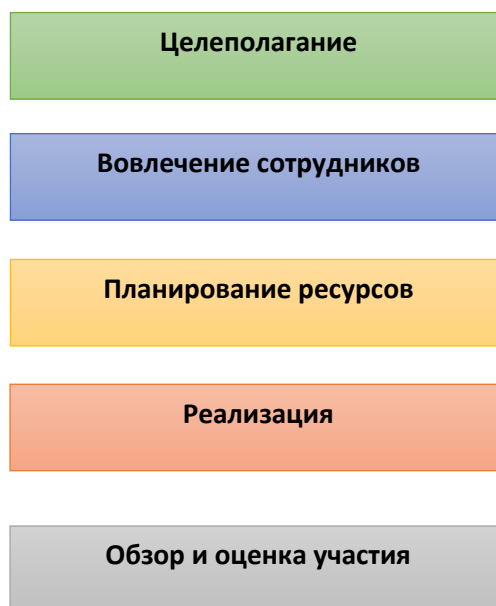 Целеполагание
Вовлечение сотрудников
Планирование ресурсов
Реализация
Обзор и оценка участия